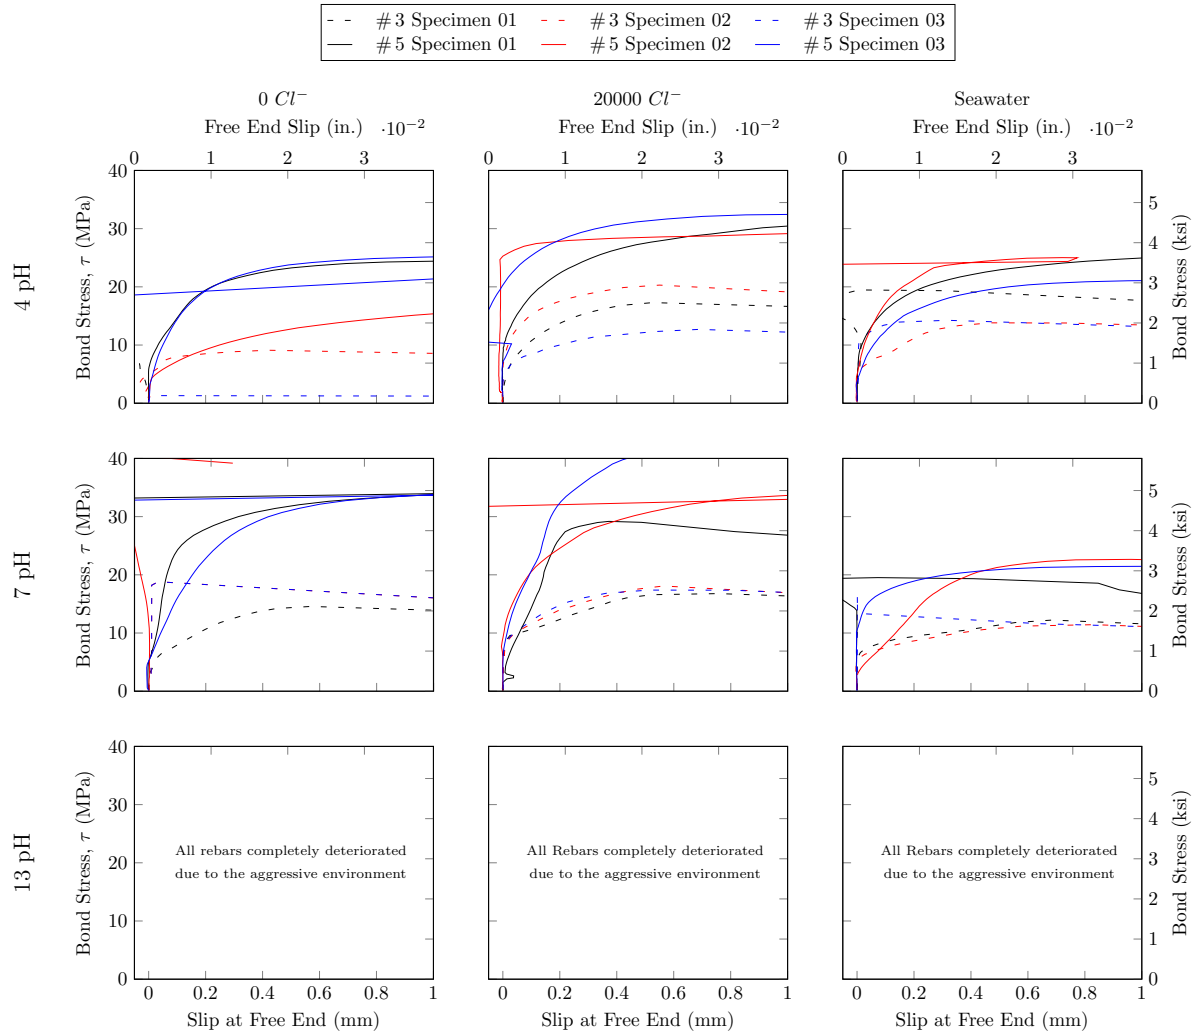 #3 Specimen 01 #3 Specimen 02 #3 Specimen 03
#5 Specimen 01 #5 Specimen 02 #5 Specimen 03
0 Cl⁻ 20000 Cl⁻ Seawater
Free End Slip (in.) ·10⁻² Free End Slip (in.) ·10⁻² Free End Slip (in.) ·10⁻²
0 1 2 3 0 1 2 3 0 1 2 3
4 pH
Bond Stress, τ (MPa)
40
30
20
10
0
5
4
3
2
1
0
Bond Stress (ksi)
7 pH
Bond Stress, τ (MPa)
40
30
20
10
0
5
4
3
2
1
0
Bond Stress (ksi)
13 pH
Bond Stress, τ (MPa)
40
30
20
10
0
All rebars completely deteriorated
due to the aggressive environment
All Rebars completely deteriorated
due to the aggressive environment
All Rebars completely deteriorated
due to the aggressive environment
5
4
3
2
1
0
Bond Stress (ksi)
0 0.2 0.4 0.6 0.8 1 0 0.2 0.4 0.6 0.8 1 0 0.2 0.4 0.6 0.8 1
Slip at Free End (mm) Slip at Free End (mm) Slip at Free End (mm)